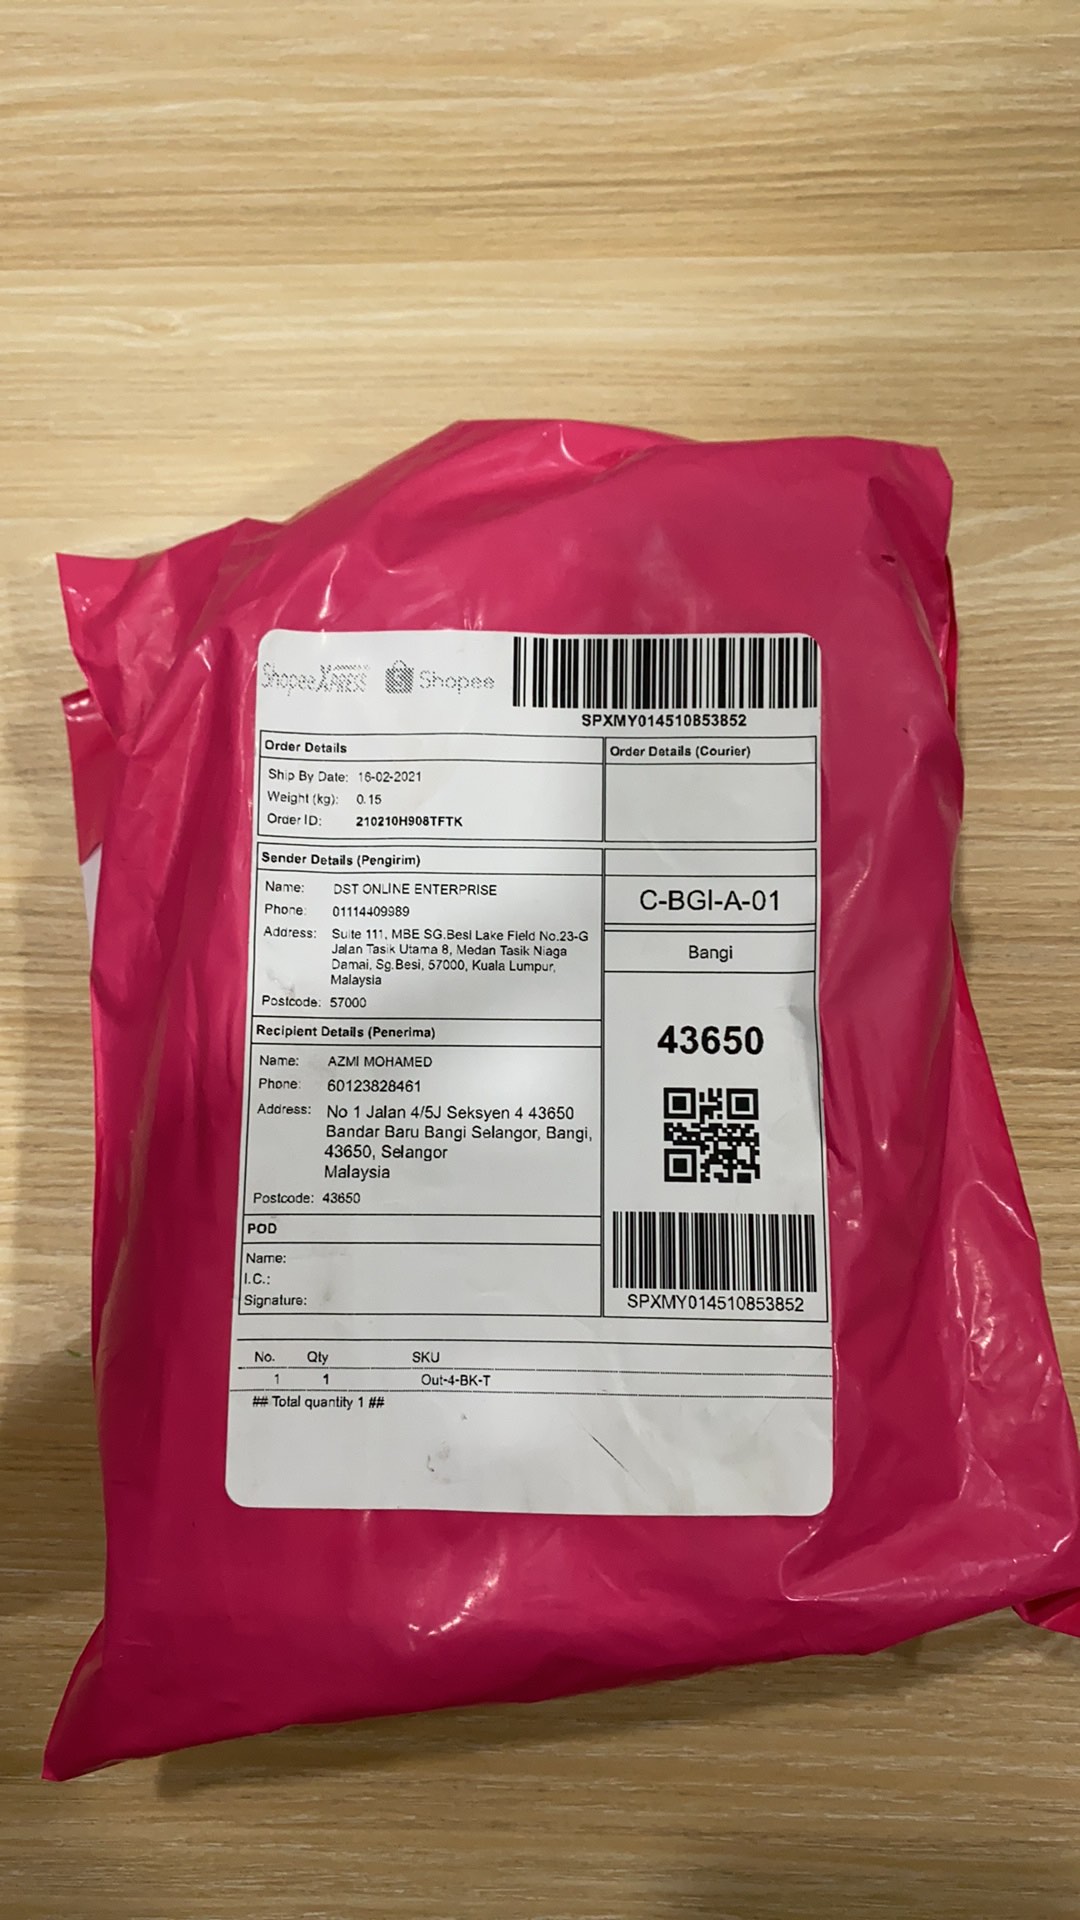 ShopeeXPRESS Shopee
SPXMY014510853852
Order Details
Ship By Date: 16-02-2021
Weight (kg): 0.15
Order ID: 210210H908TFTK
Order Details (Courier)
Sender Details (Pengirim)
Name: DST ONLINE ENTERPRISE
Phone: 01114409989
Address: Suite 111, MBE SG.Besi Lake Field No.23-G
Jalan Tasik Utama 8, Medan Tasik Niaga
Damai, Sg.Besi, 57000, Kuala Lumpur,
Malaysia
Postcode: 57000
Recipient Details (Penerima)
Name: AZMI MOHAMED
Phone: 60123828461
Address: No 1 Jalan 4/5J Seksyen 4 43650
Bandar Baru Bangi Selangor, Bangi,
43650, Selangor
Malaysia
Postcode: 43650
POD
Name:
I.C.:
Signature:
C-BGI-A-01
Bangi
43650
SPXMY014510853852
No. Qty SKU
1 1 Out-4-BK-T
## Total quantity 1 ##